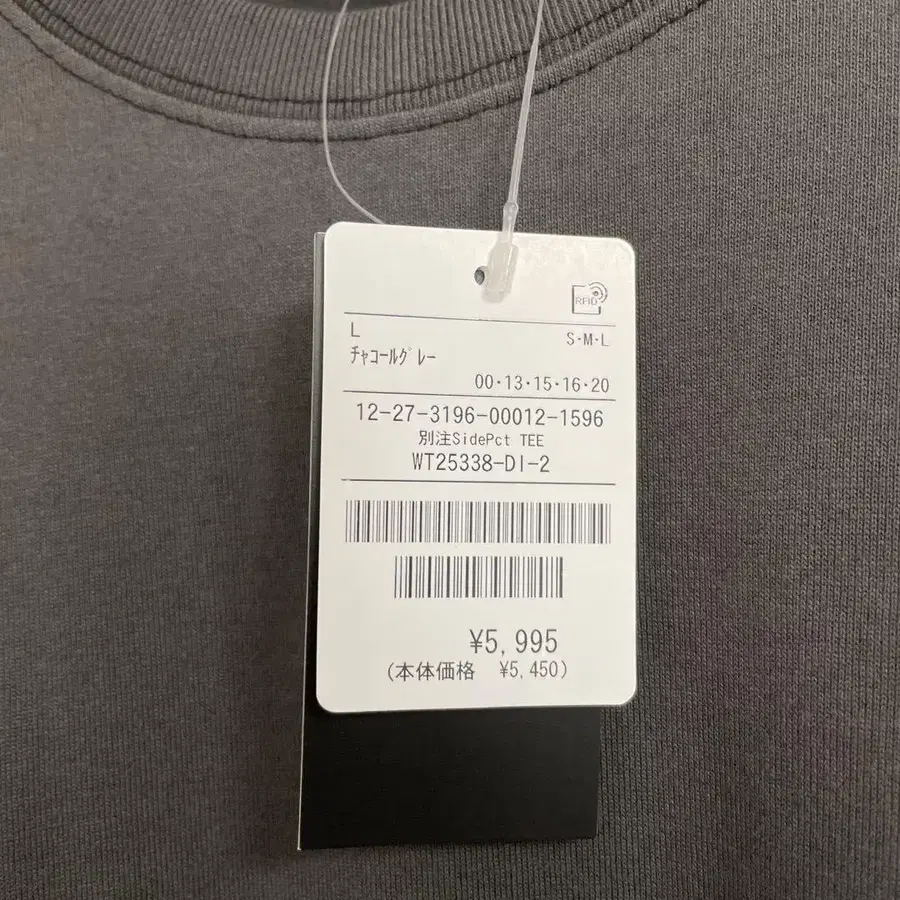 RFID
L
S・M・L
ﾁｬｺｰﾙｸﾞﾚｰ
00・13・15・16・20
12-27-3196-00012-1596
別注SidePct TEE
WT25338-DI-2
¥5,995
(本体価格 ¥5,450)